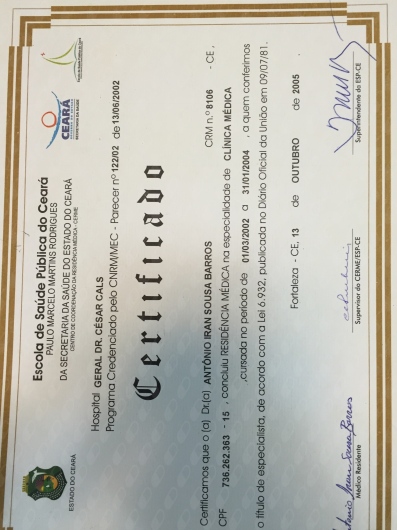 ESTADO DO CEARÁ
Escola de Saúde Pública do Ceará
PAULO MARCELO MARTINS RODRIGUES
DA SECRETARIA DA SAÚDE DO ESTADO DO CEARÁ
CENTRO DE COORDENAÇÃO DA RESIDÊNCIA MÉDICA - CERME
CEARÁ
SECRETARIA DA SAÚDE
Hospital GERAL DR. CÉSAR CALS
Programa Credenciado pelo CNRM/MEC - Parecer nº 122/02 de 13/06/2002
Certificado
Certificamos que o (a) Dr.(a) ANTÔNIO IRAN SOUSA BARROS CRM n.º 8106 - CE ,
CPF 736.262.363 - 15 , concluiu RESIDÊNCIA MÉDICA na especialidade de CLÍNICA MÉDICA
,cursada no período de 01/03/2002 a 31/01/2004 , a quem conferimos
o título de especialista, de acordo com a Lei 6.932, publicada no Diário Oficial da União em 09/07/81.
Fortaleza - CE, 13 de OUTUBRO de 2005 .
Médico Residente
Supervisor do CERME/ESP-CE
Superintendente do ESP-CE